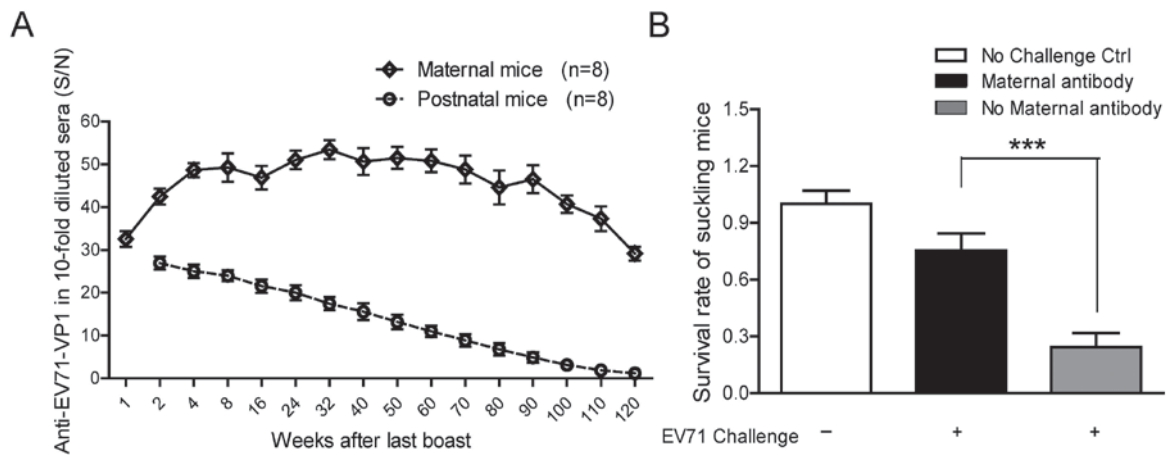 A
Maternal mice (n=8)
Postnatal mice (n=8)
Anti-EV71-VP1 in 10-fold diluted sera (S/N)
60
50
40
30
20
10
0
1 2 4 8 16 24 32 40 50 60 70 80 90 100 110 120
Weeks after last boast
B
No Challenge Ctrl
Maternal antibody
No Maternal antibody
Survival rate of suckling mice
1.5
1.2
0.9
0.6
0.3
0.0
***
EV71 Challenge – + +